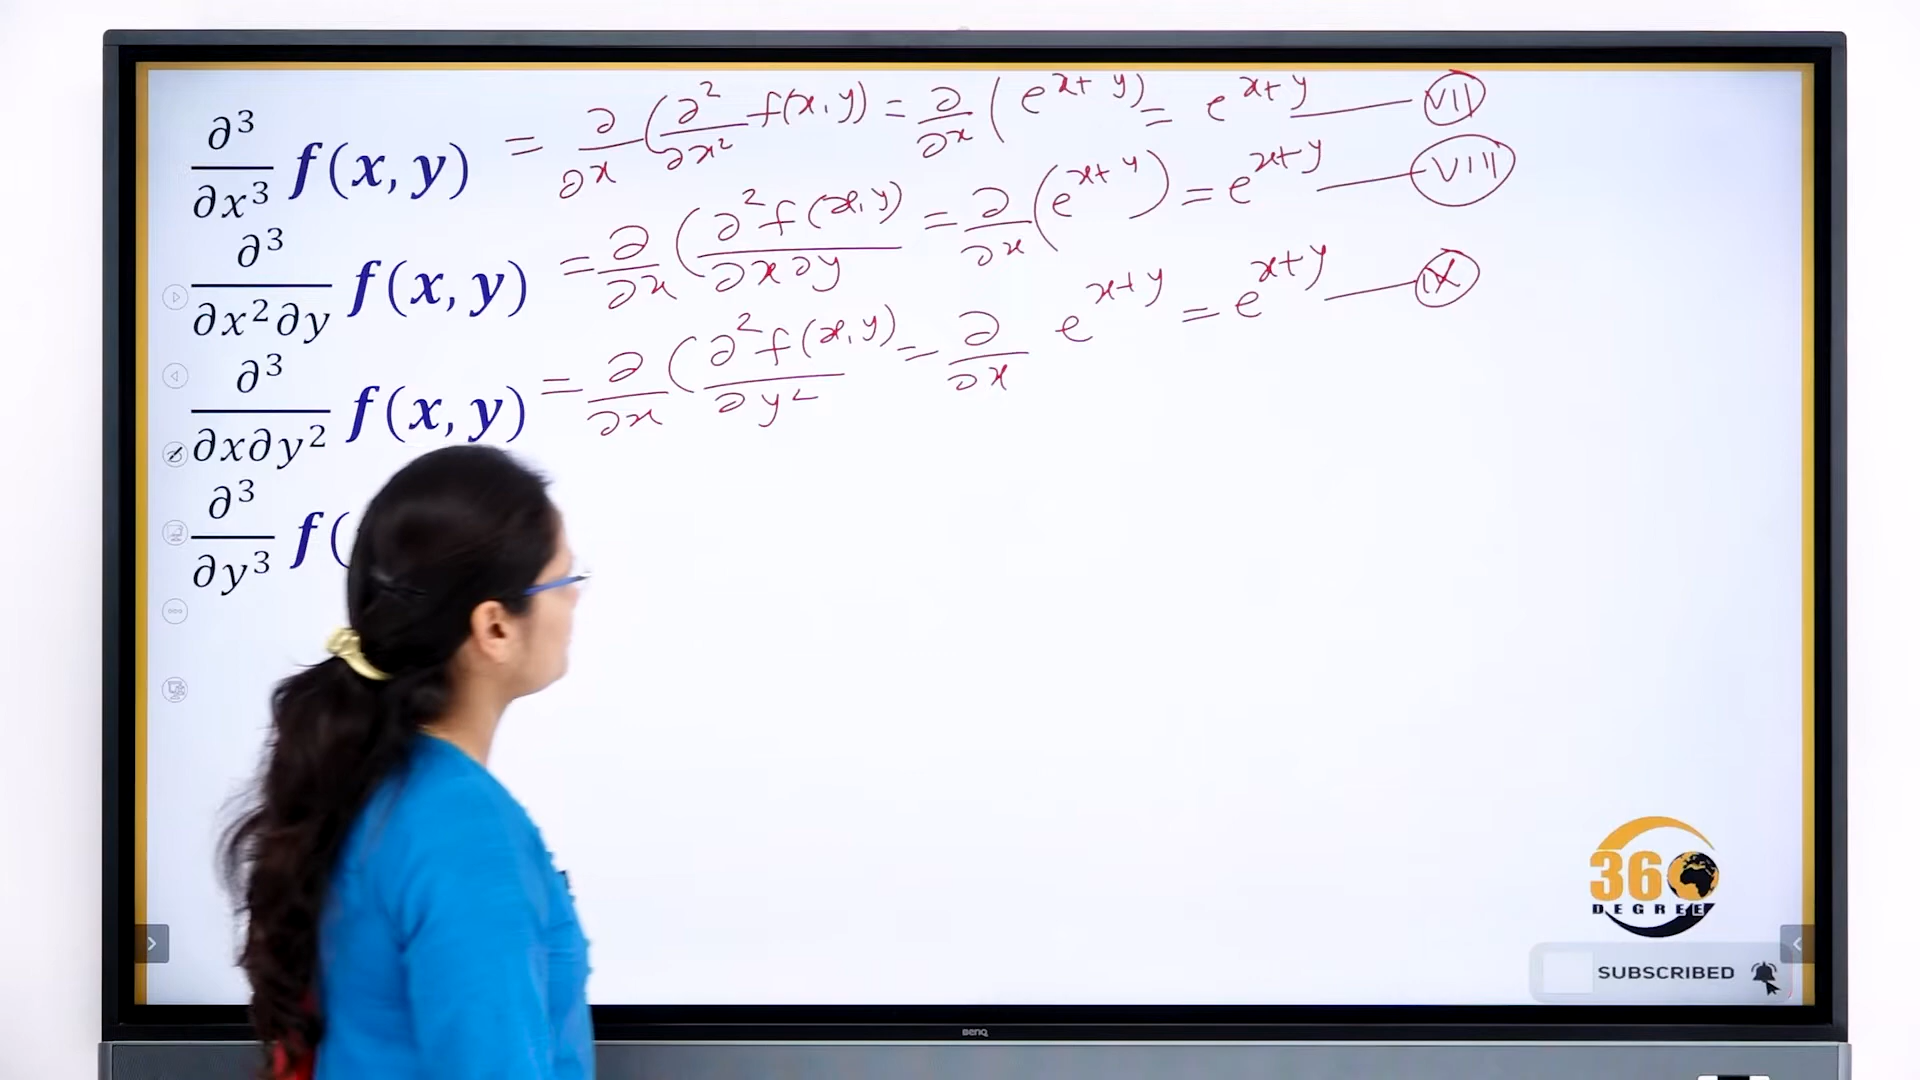 ∂³/∂x³ f(x, y) = ∂/∂x (∂²/∂x² f(x, y) = ∂/∂x (e^{x+y}) = e^{x+y} — VII
∂³/∂x²∂y f(x, y) = ∂/∂x (∂²f(x, y)/∂x∂y = ∂/∂x (e^{x+y}) = e^{x+y} — VIII
∂³/∂x∂y² f(x, y) = ∂/∂x (∂²f(x, y)/∂y² = ∂/∂x e^{x+y} = e^{x+y} — IX
∂³/∂y³ f(
360
DEGREE
SUBSCRIBED
BenQ